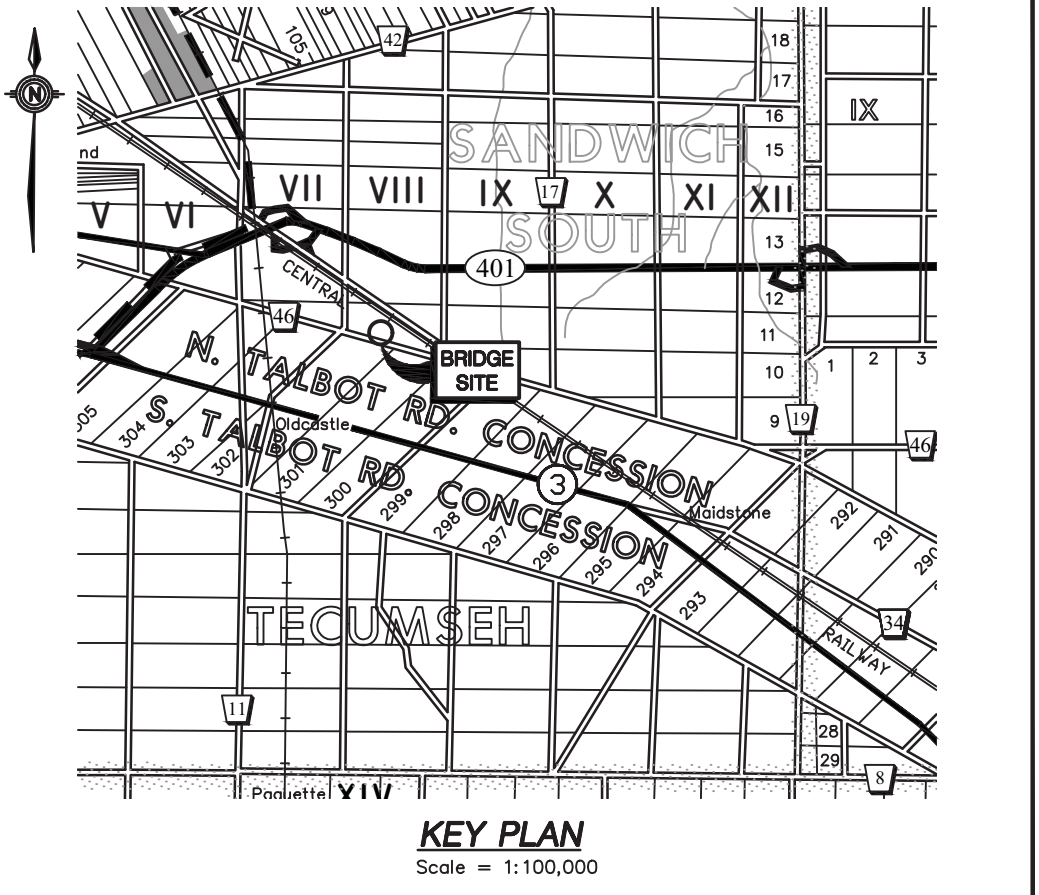 42
105
18
17
16
IX
SANDWICH
15
nd
VII VIII IX 17 X XI XII
V VI
SOUTH
13
401
CENTRAL
12
46
11
N. TALBOT RD. CONCESSION
BRIDGE
SITE
1 2 3
10
9
19
46
S. TALBOT RD CONCESSION
Oldcastle
305
304
303
302
301
300
299
298
297
296
295
294
293
292
291
290
3
Maidstone
TECUMSEH
34
RAILWAY
11
28
29
8
Paquette XIV
N
KEY PLAN
Scale = 1:100,000